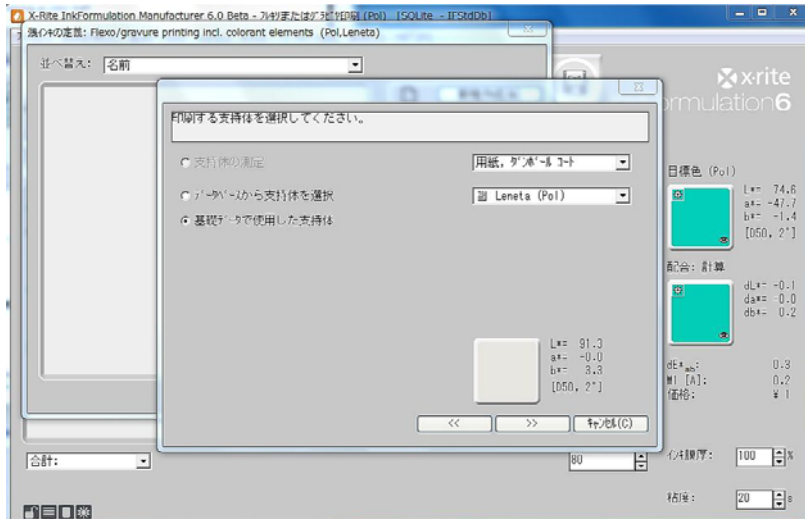 X-Rite InkFormulation Manufacturer 6.0 Beta - フレキソまたはグラビア印刷 (Pol) [SQLite - IFStdDb]
残インキの定義: Flexo/gravure printing incl. colorant elements (Pol,Leneta)
並べ替え: 名前
印刷する支持体を選択してください。
支持体の測定
用紙, ダンボール コート
データベースから支持体を選択
Leneta (Pol)
基礎データで使用した支持体
L*= 91.3
a*= -0.0
b*= 3.3
[D50, 2°]
<<
>>
キャンセル(C)
x-rite
ormulation6
目標色 (Pol)
L*= 74.6
a*= -47.7
b*= -1.4
[D50, 2°]
配合: 計算
dL*= -0.1
da*= 0.0
db*= 0.2
dE*ab: 0.3
MI [A]: 0.2
価格: ¥ 1
合計:
80
インキ膜厚: 100 %
粘度: 20 s